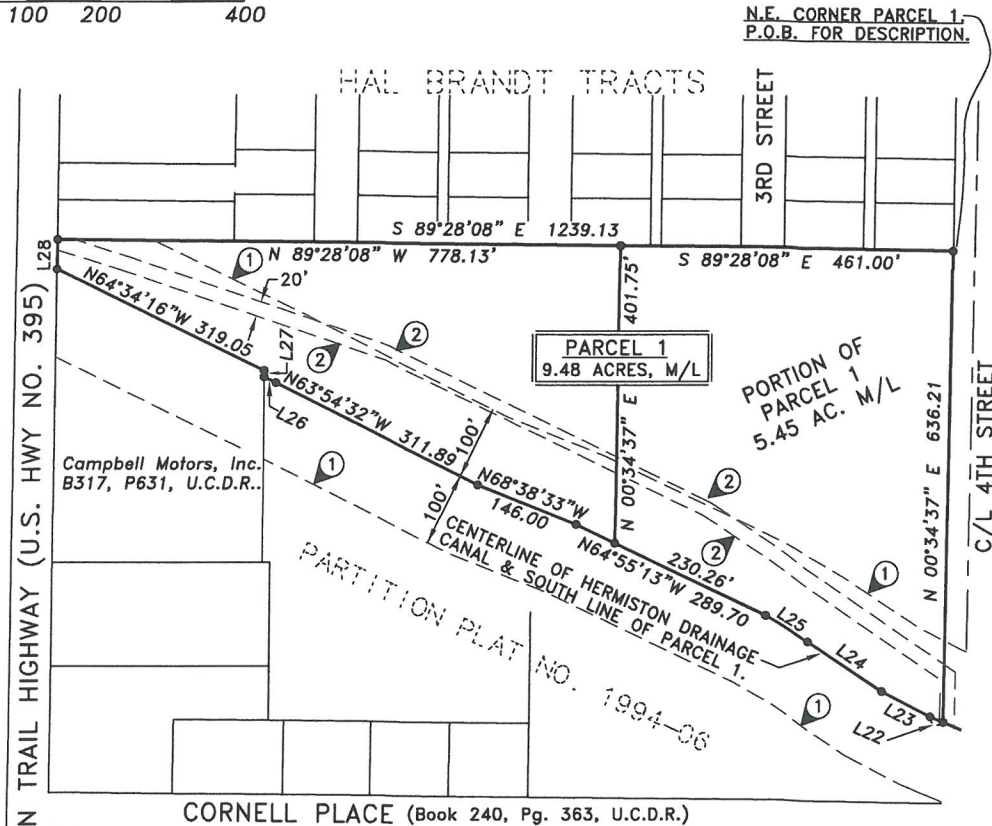 100 200 400
N.E. CORNER PARCEL 1.
P.O.B. FOR DESCRIPTION.
HAL BRANDT TRACTS
3RD STREET
S 89°28'08" E 1239.13
N 89°28'08" W 778.13'
S 89°28'08" E 461.00'
L28
1
20'
N64°34'16"W 319.05
2
2
L27
L26
401.75'
N 00°34'37" E
PARCEL 1
9.48 ACRES, M/L
PORTION OF
PARCEL 1
5.45 AC. M/L
N 00°34'37" E 636.21
C/L 4TH STREET
N TRAIL HIGHWAY (U.S. HWY NO. 395)
N63°54'32"W 311.89
100'
100'
Campbell Motors, Inc.
B317, P631, U.C.D.R..
1
N68°38'33"W
146.00
2
2
1
CENTERLINE OF HERMISTON DRAINAGE
CANAL & SOUTH LINE OF PARCEL 1.
230.26'
N64°55'13"W 289.70
L25
L24
L23
L22
1
PARTITION PLAT NO. 1994-06
CORNELL PLACE (Book 240, Pg. 363, U.C.D.R.)